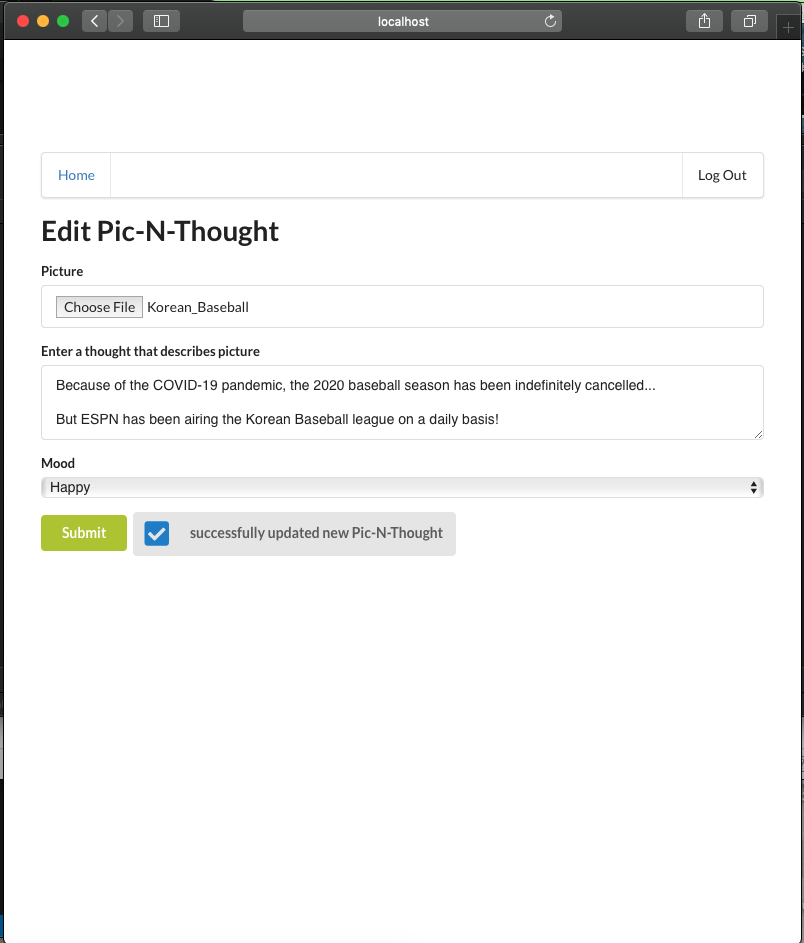 localhost
Home
Log Out
Edit Pic-N-Thought
Picture
Choose File Korean_Baseball
Enter a thought that describes picture
Because of the COVID-19 pandemic, the 2020 baseball season has been indefinitely cancelled...
But ESPN has been airing the Korean Baseball league on a daily basis!
Mood
Happy
Submit
successfully updated new Pic-N-Thought